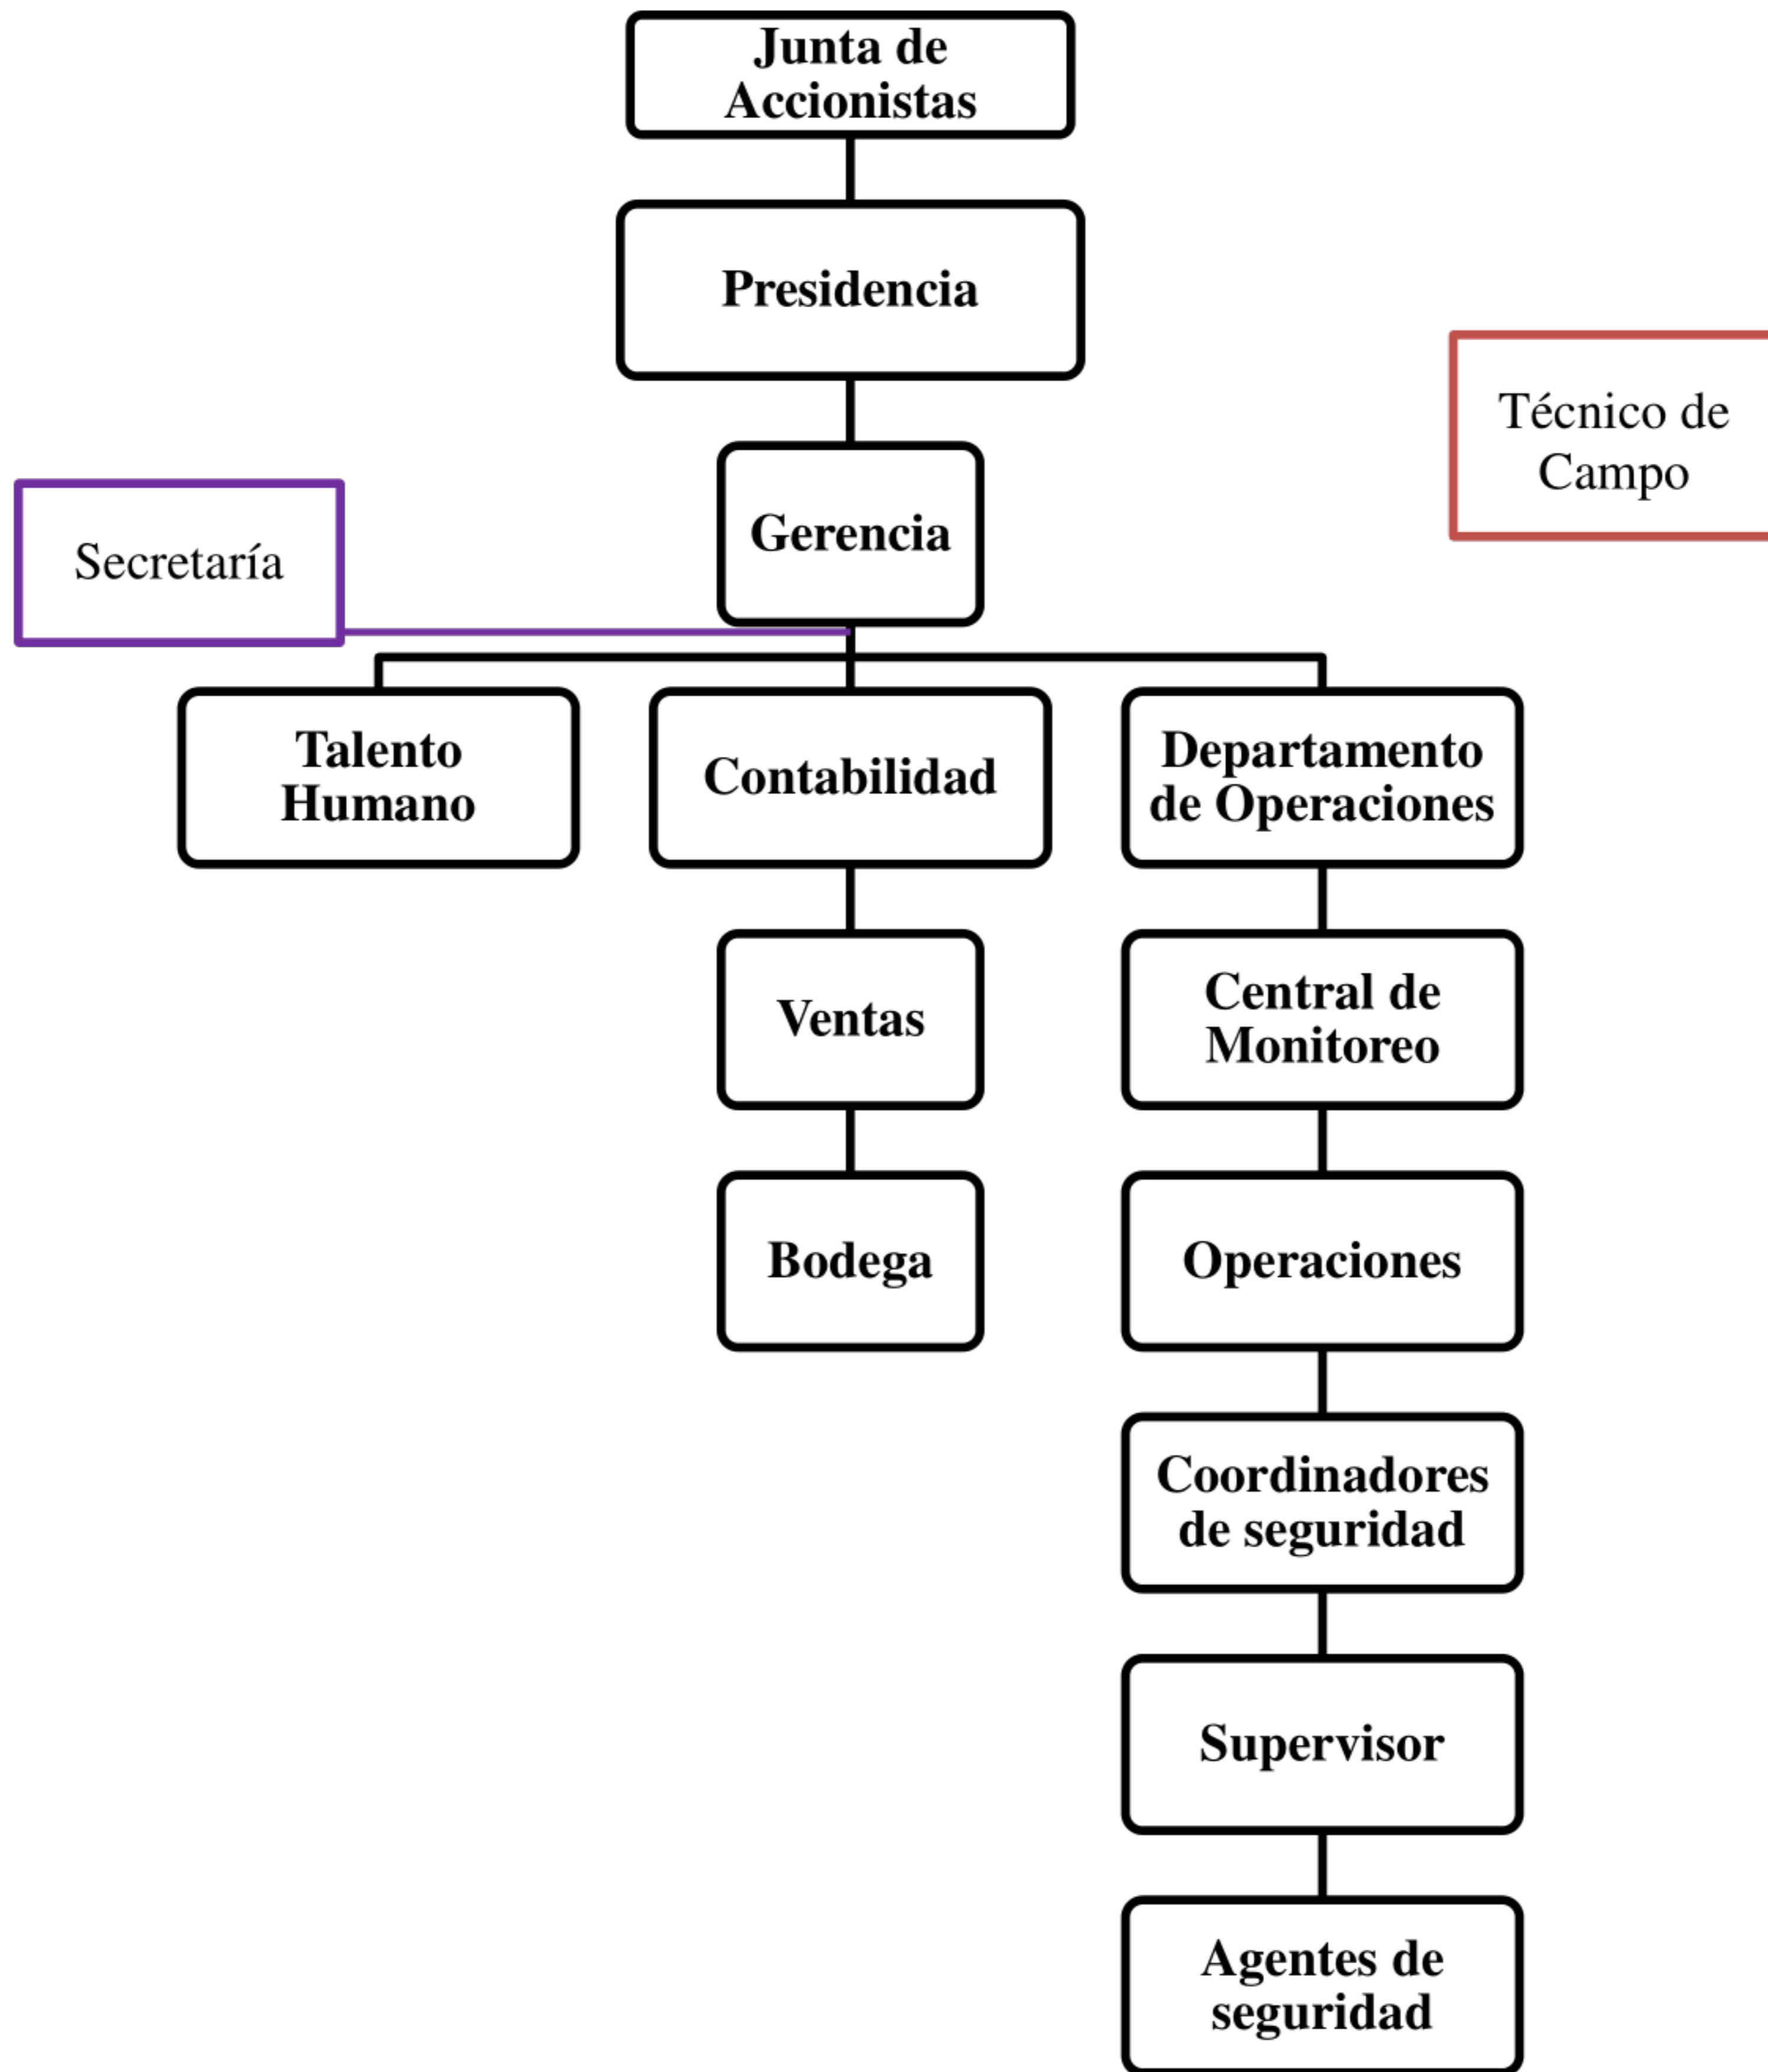 Junta de
Accionistas
Presidencia
Técnico de
Campo
Gerencia
Secretaría
Talento
Humano
Contabilidad
Departamento
de Operaciones
Ventas
Central de
Monitoreo
Bodega
Operaciones
Coordinadores
de seguridad
Supervisor
Agentes de
seguridad